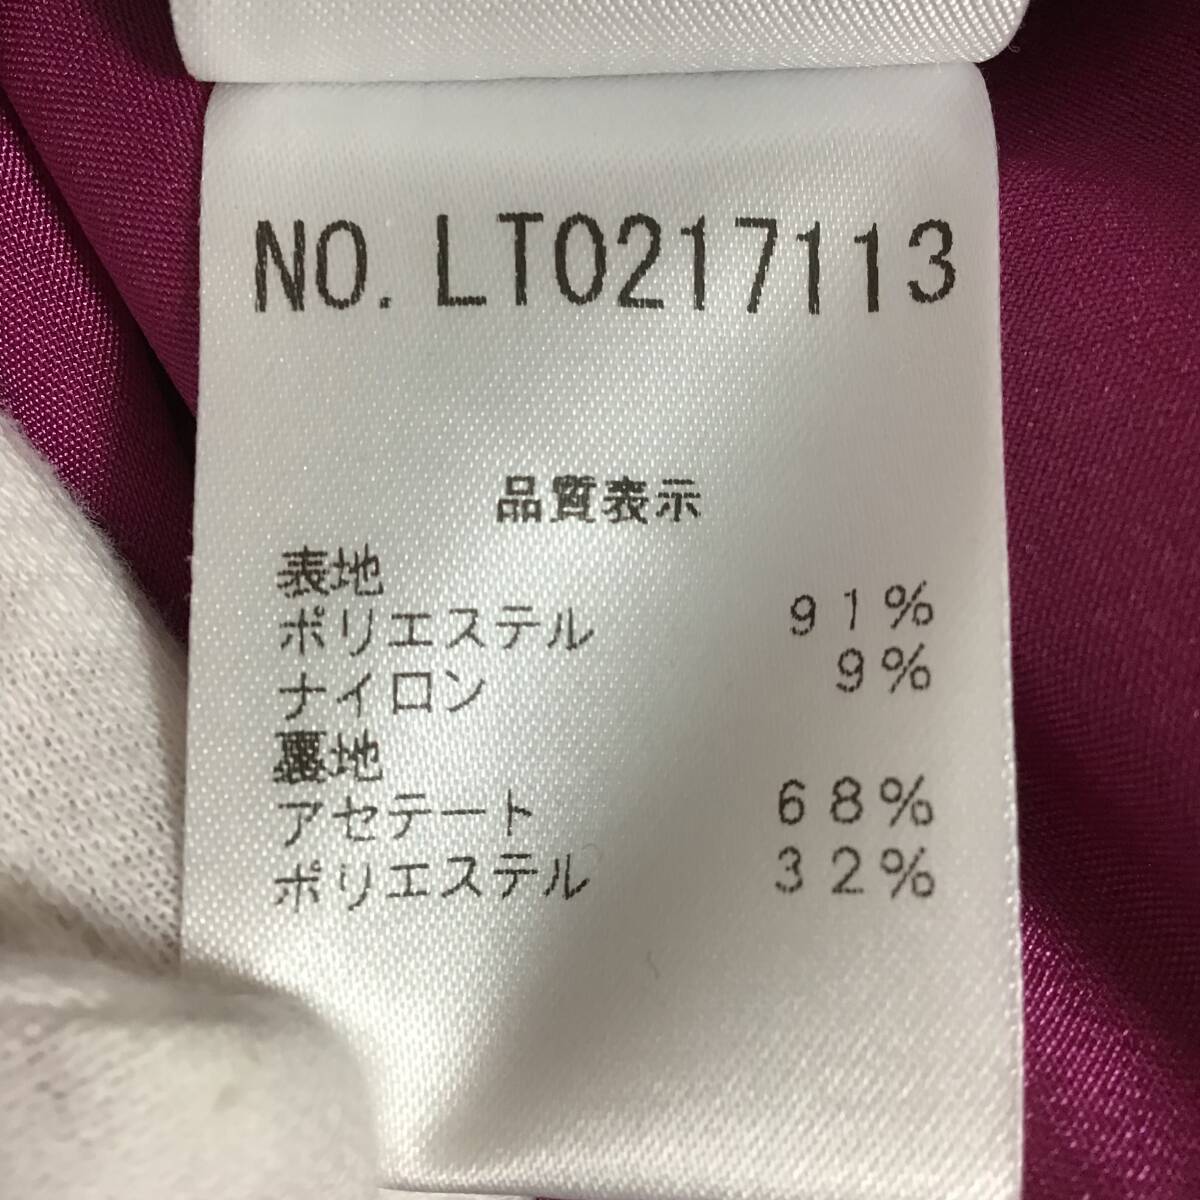 NO. LT0217113
品質表示
表地
ポリエステル 91%
ナイロン 9%
裏地
アセテート 68%
ポリエステル 32%